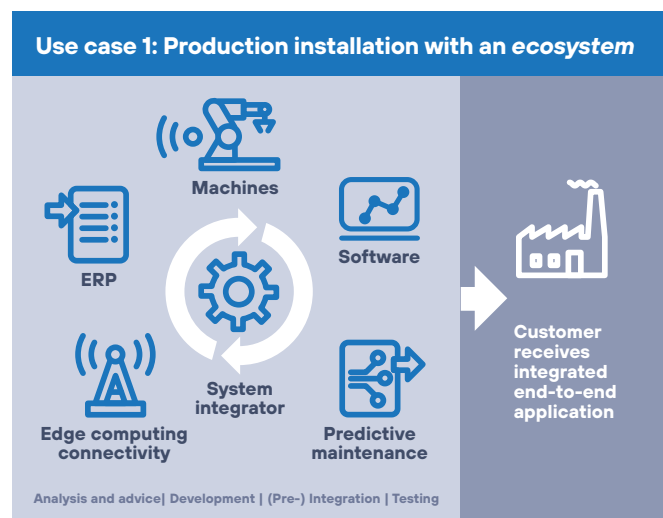 Use case 1: Production installation with an ecosystem
Machines
Software
ERP
System
integrator
Edge computing
connectivity
Predictive
maintenance
Analysis and advice| Development | (Pre-) Integration | Testing
Customer
receives
integrated
end-to-end
application